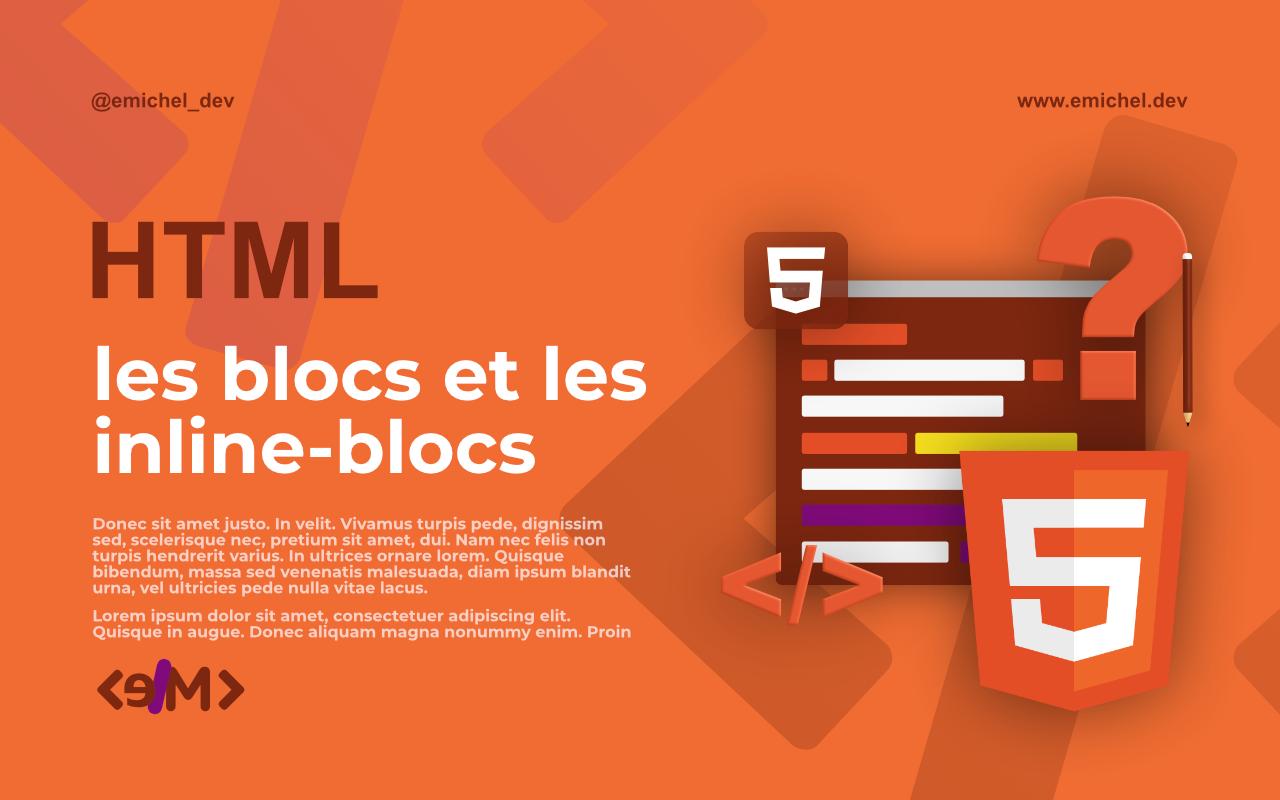 @emichel_dev
www.emichel.dev
HTML
les blocs et les
inline-blocs
Donec sit amet justo. In velit. Vivamus turpis pede, dignissim
sed, scelerisque nec, pretium sit amet, dui. Nam nec felis non
turpis hendrerit varius. In ultrices ornare lorem. Quisque
bibendum, massa sed venenatis malesuada, diam ipsum blandit
urna, vel ultricies pede nulla vitae lacus.
Lorem ipsum dolor sit amet, consectetuer adipiscing elit.
Quisque in augue. Donec aliquam magna nonummy enim. Proin
<e/M>
5
?
</>
5